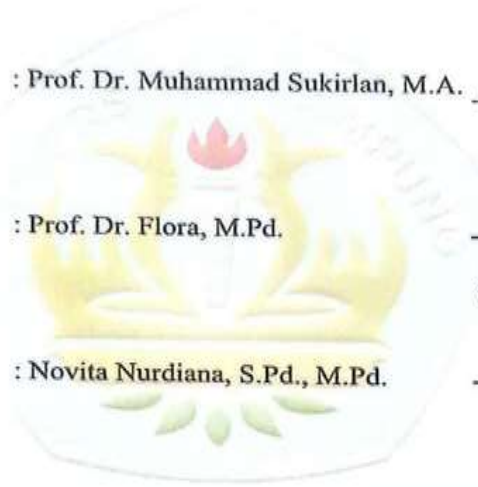 : Prof. Dr. Muhammad Sukirlan, M.A.
: Prof. Dr. Flora, M.Pd.
: Novita Nurdiana, S.Pd., M.Pd.